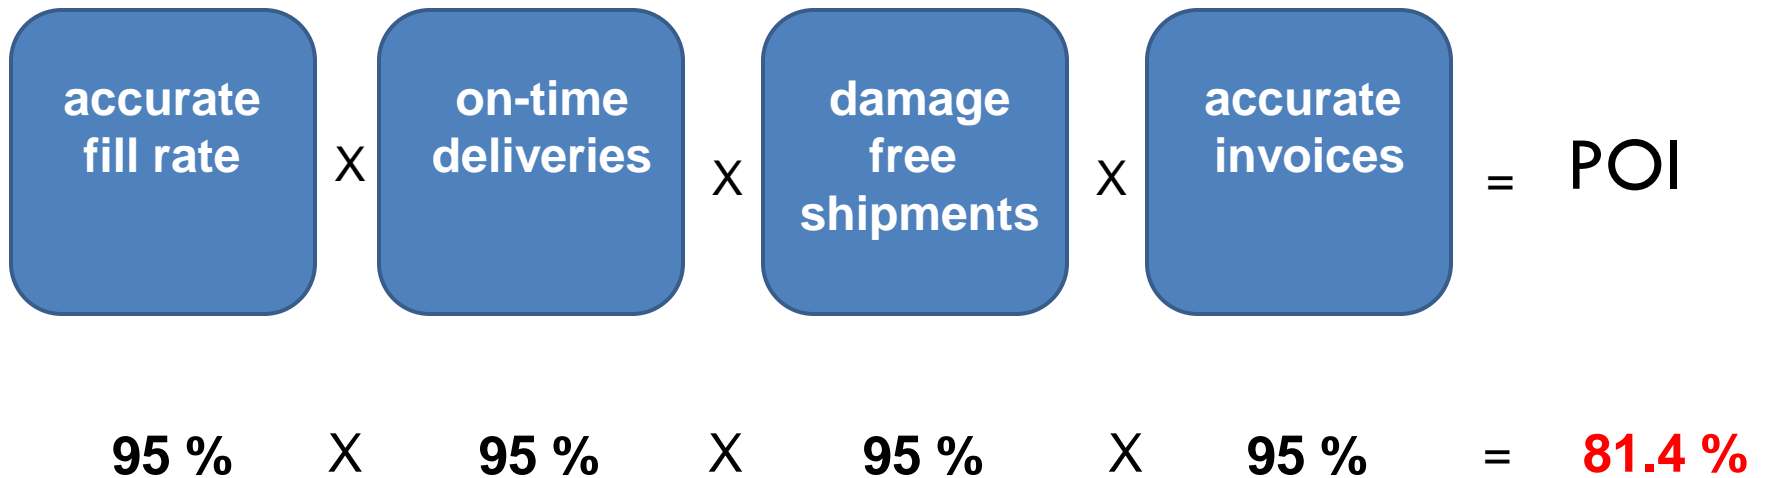 accurate
fill rate
X
on-time
deliveries
X
damage
free
shipments
X
accurate
invoices
=
POI
95 % X 95 % X 95 % X 95 % = 81.4 %